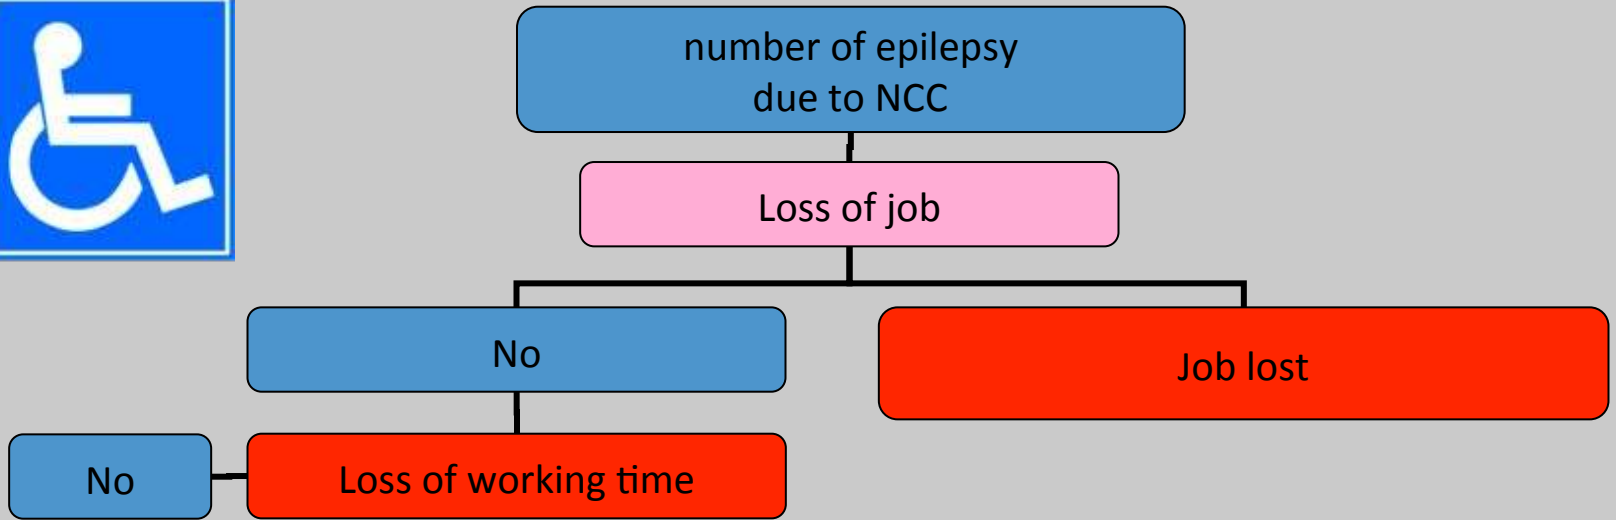 number of epilepsy
due to NCC
Loss of job
No
Job lost
No
Loss of working time